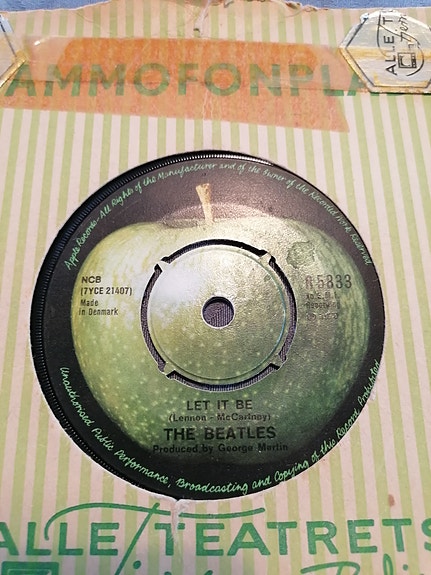 ALLE/T
AMMOFONPLA
Apple Records · All Rights of the Manufacturer and of the Owner of the Recorded Work Reserved
NCB
(7YCE 21407)
Made
in Denmark
R 5833
45 R.P.M.
LET IT BE
(Lennon - McCartney)
THE BEATLES
Produced by George Martin
Unauthorised Public Performance, Broadcasting and Copying of this Record Prohibited
ALLE/TEATRETS